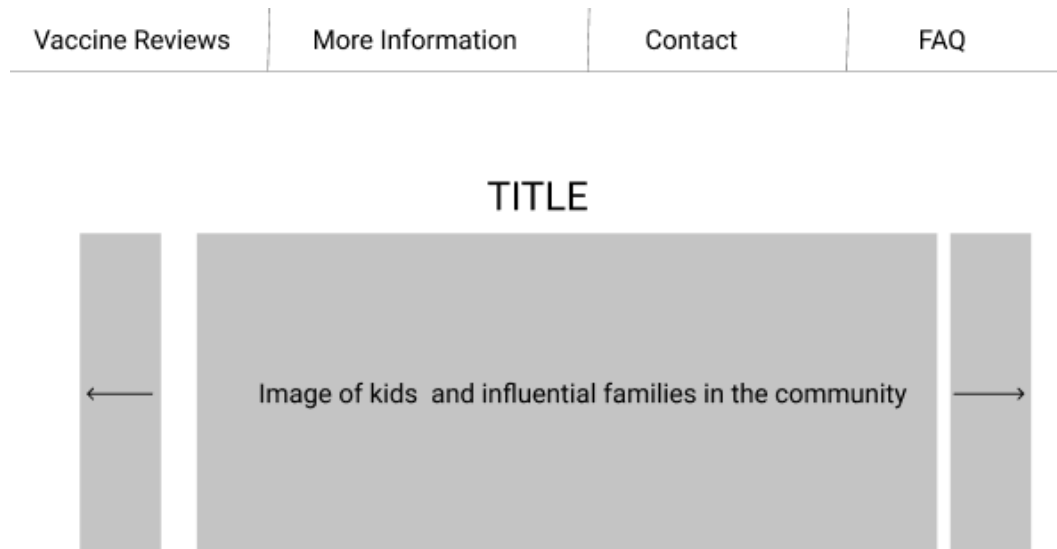 Vaccine Reviews More Information Contact FAQ
TITLE
Image of kids and influential families in the community